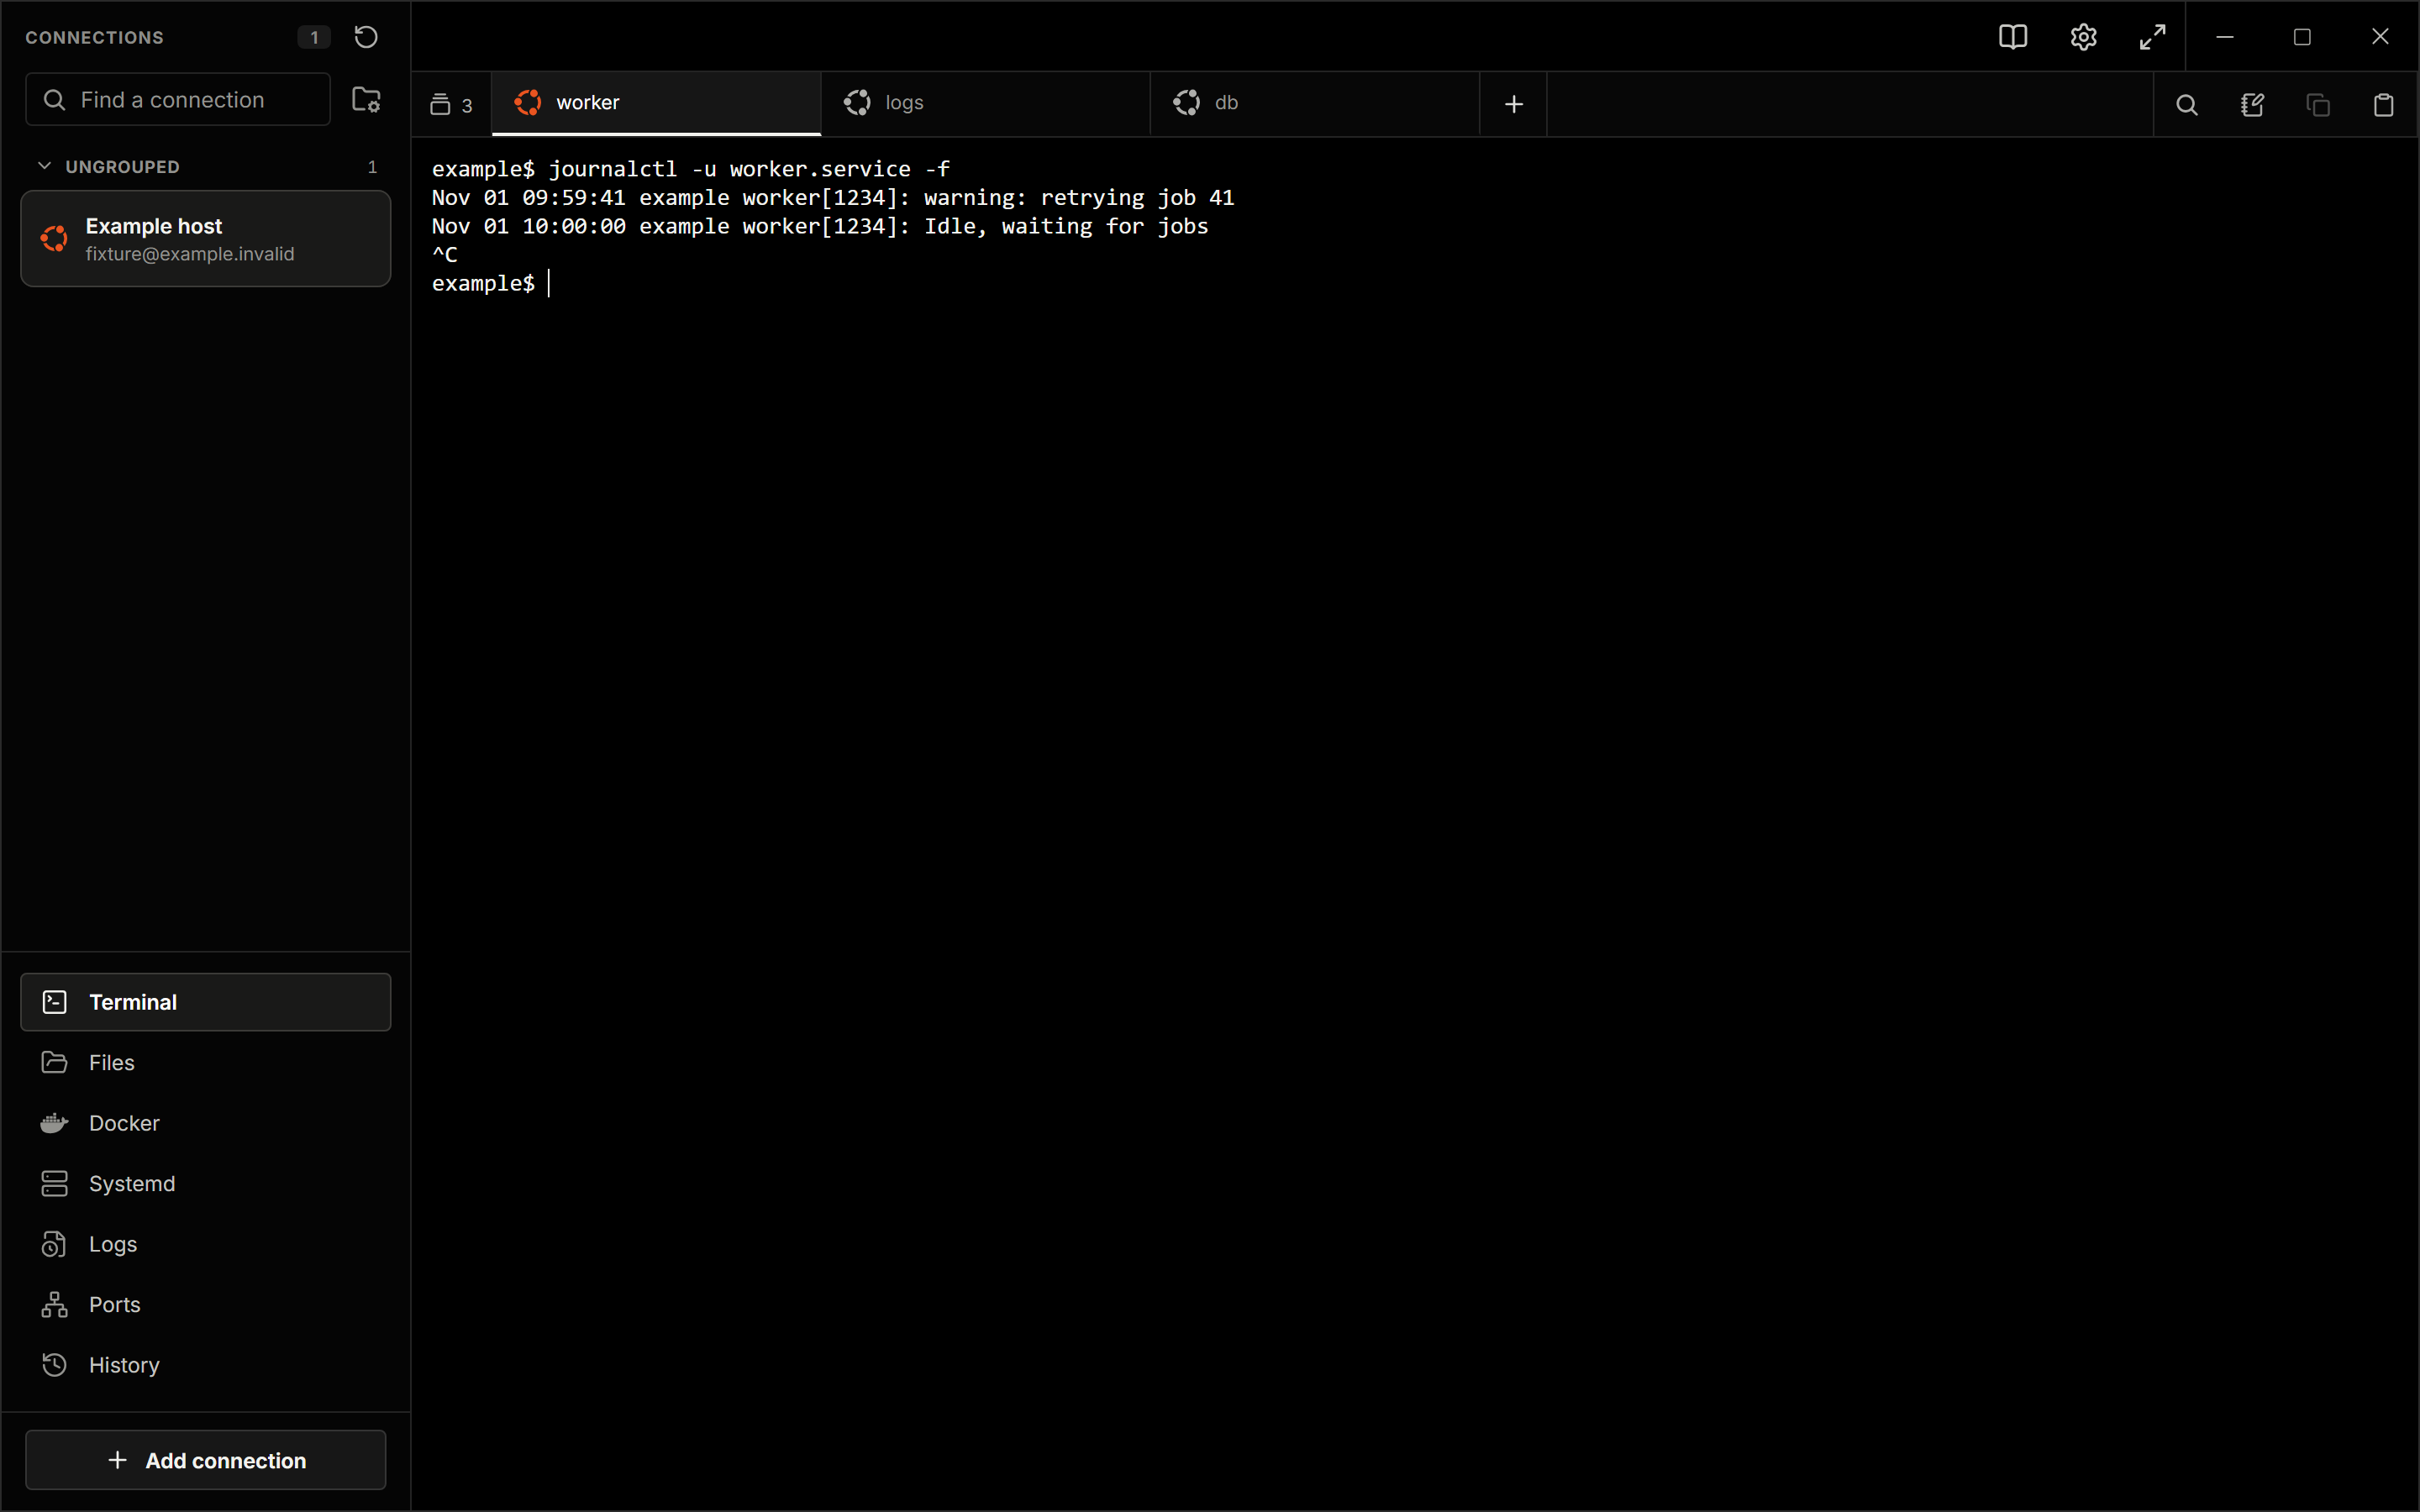 CONNECTIONS 1
Find a connection
UNGROUPED 1
Example host
fixture@example.invalid
Terminal
Files
Docker
Systemd
Logs
Ports
History
Add connection
3 worker logs db
example$ journalctl -u worker.service -f
Nov 01 09:59:41 example worker[1234]: warning: retrying job 41
Nov 01 10:00:00 example worker[1234]: Idle, waiting for jobs
^C
example$